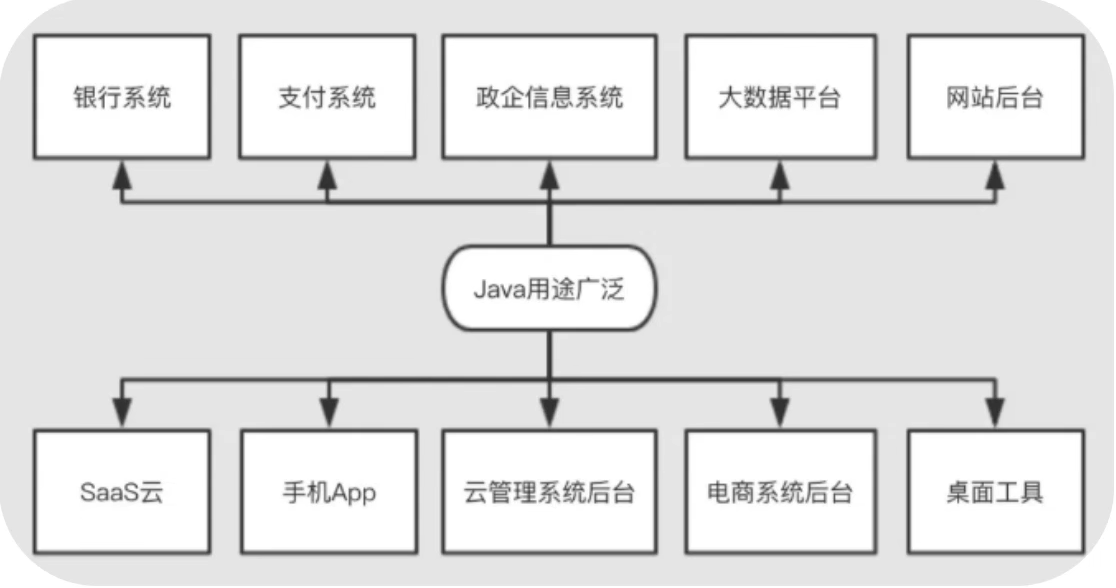 银行系统
支付系统
政企信息系统
大数据平台
网站后台
Java用途广泛
SaaS云
手机App
云管理系统后台
电商系统后台
桌面工具